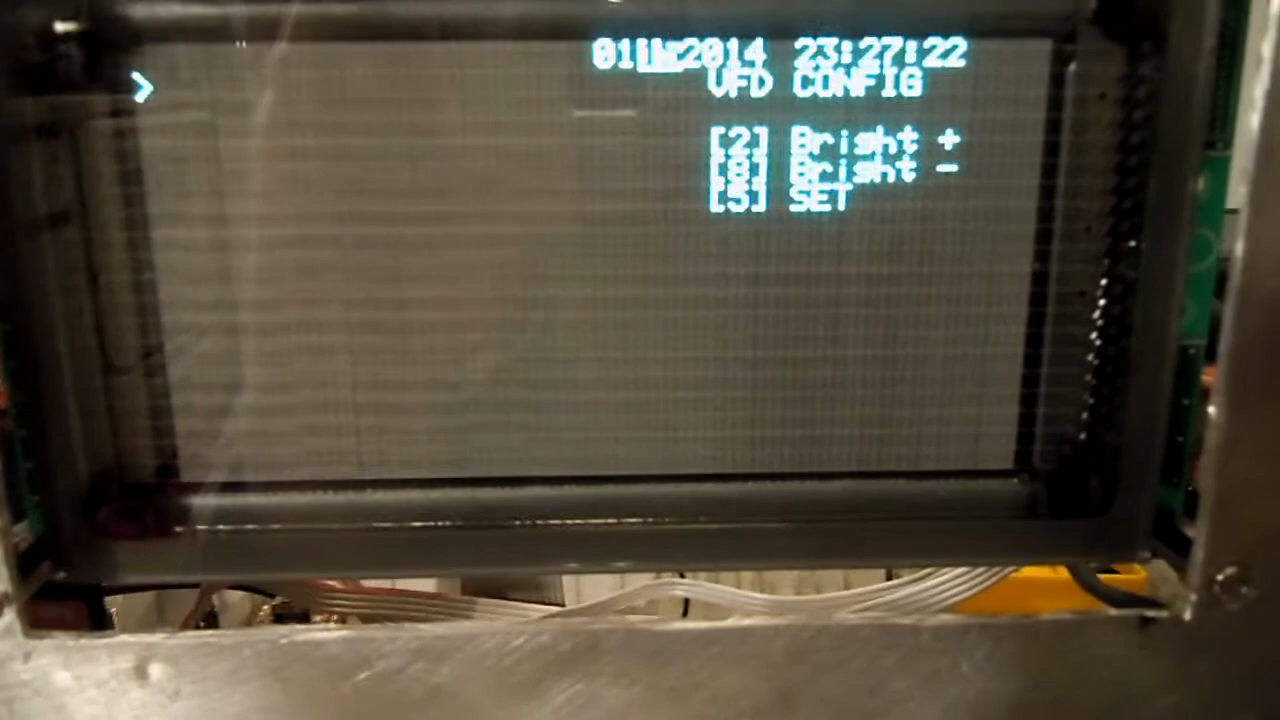 01 2014 23:27:22
VFD CONFIG
>
[2] Bright +
[8] Bright -
[5] SET